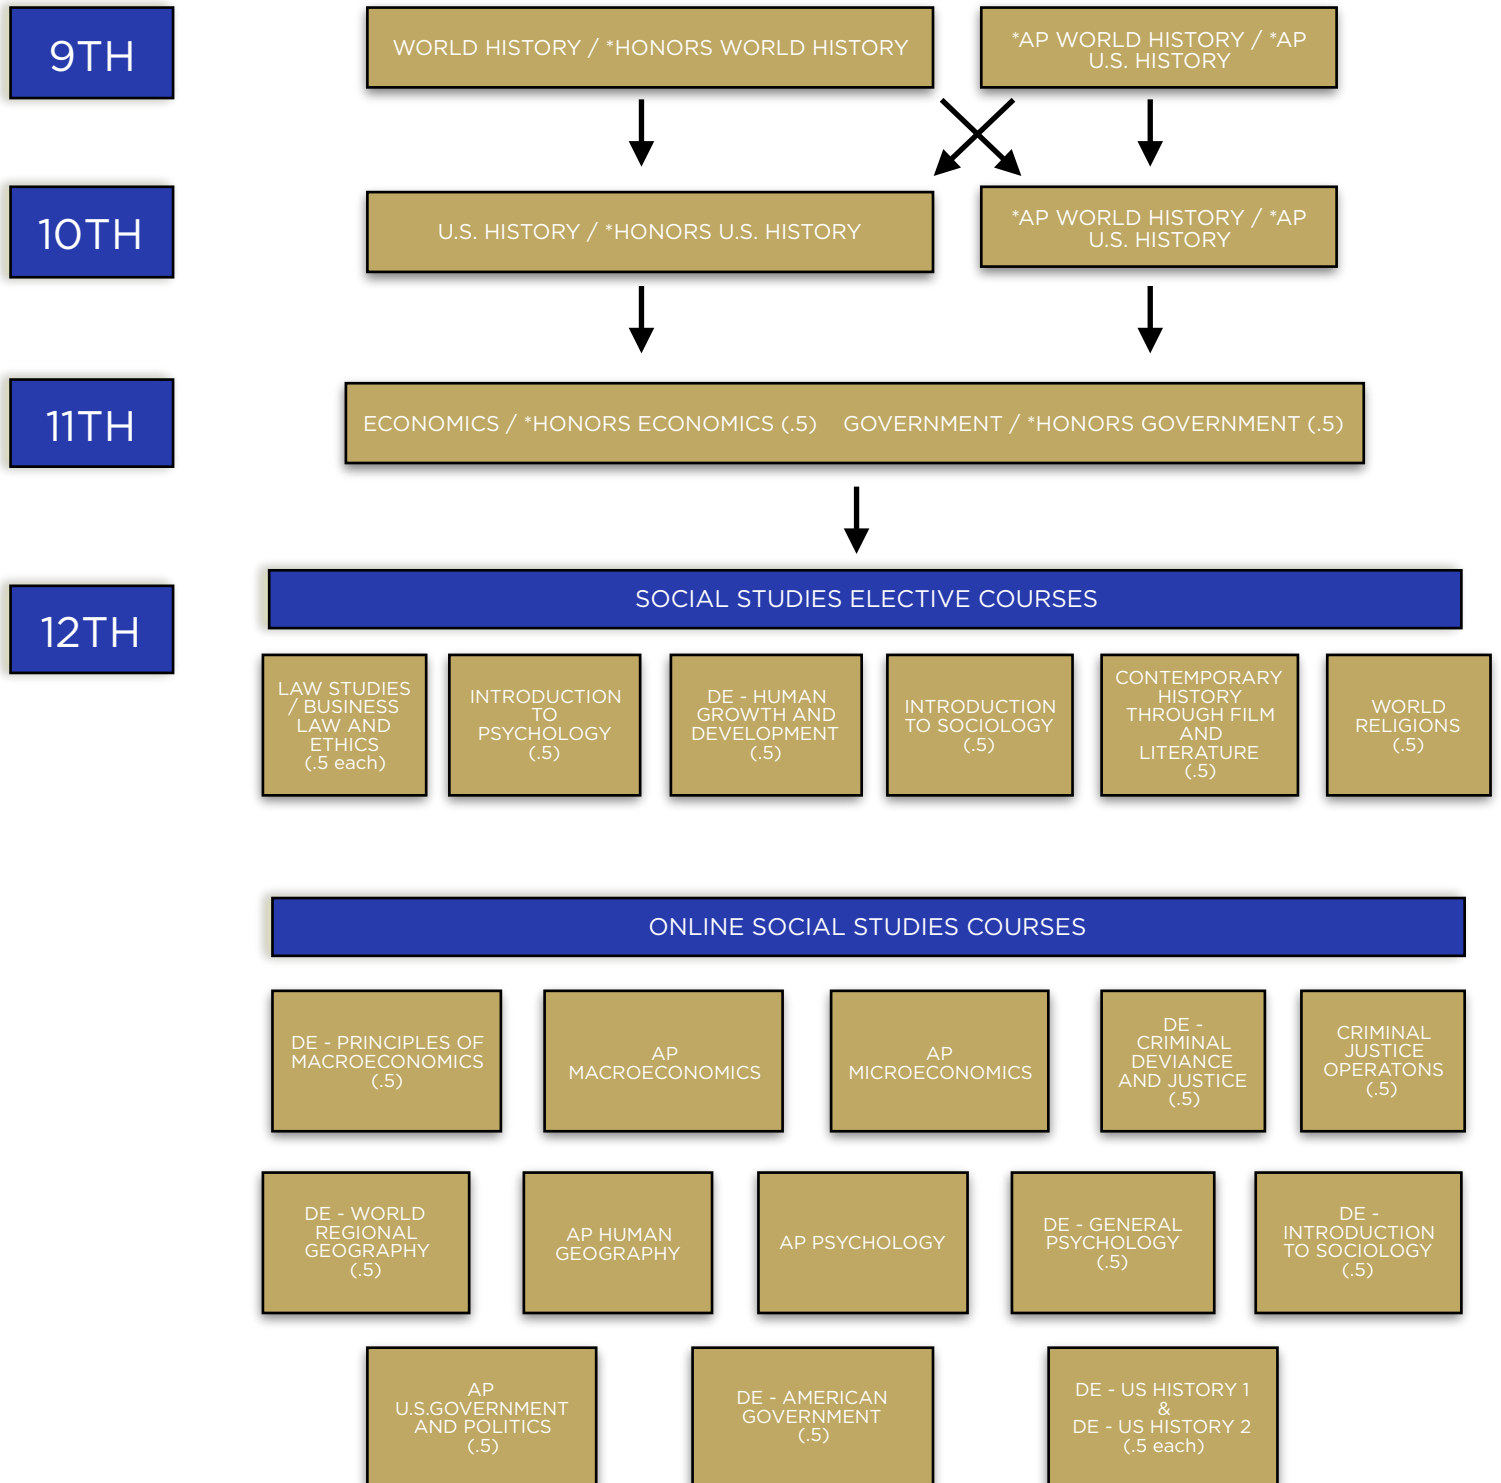 9TH
WORLD HISTORY / *HONORS WORLD HISTORY
*AP WORLD HISTORY / *AP
U.S. HISTORY
10TH
U.S. HISTORY / *HONORS U.S. HISTORY
*AP WORLD HISTORY / *AP
U.S. HISTORY
11TH
ECONOMICS / *HONORS ECONOMICS (.5) GOVERNMENT / *HONORS GOVERNMENT (.5)
12TH
SOCIAL STUDIES ELECTIVE COURSES
LAW STUDIES
/ BUSINESS
LAW AND
ETHICS
(.5 each)
INTRODUCTION
TO
PSYCHOLOGY
(.5)
DE - HUMAN
GROWTH AND
DEVELOPMENT
(.5)
INTRODUCTION
TO SOCIOLOGY
(.5)
CONTEMPORARY
HISTORY
THROUGH FILM
AND
LITERATURE
(.5)
WORLD
RELIGIONS
(.5)
ONLINE SOCIAL STUDIES COURSES
DE - PRINCIPLES OF
MACROECONOMICS
(.5)
AP
MACROECONOMICS
AP
MICROECONOMICS
DE -
CRIMINAL
DEVIANCE
AND JUSTICE
(.5)
CRIMINAL
JUSTICE
OPERATONS
(.5)
DE - WORLD
REGIONAL
GEOGRAPHY
(.5)
AP HUMAN
GEOGRAPHY
AP PSYCHOLOGY
DE - GENERAL
PSYCHOLOGY
(.5)
DE -
INTRODUCTION
TO SOCIOLOGY
(.5)
AP
U.S.GOVERNMENT
AND POLITICS
(.5)
DE - AMERICAN
GOVERNMENT
(.5)
DE - US HISTORY 1
&
DE - US HISTORY 2
(.5 each)